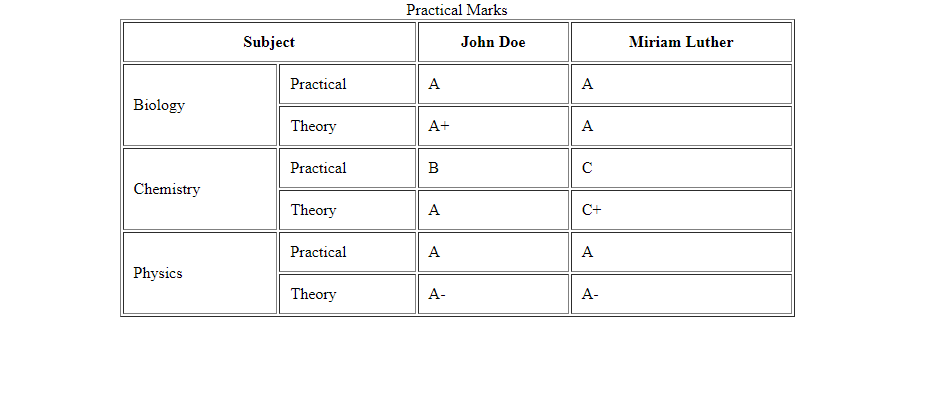 Practical Marks
Subject John Doe Miriam Luther
Biology Practical A A
Theory A+ A
Chemistry Practical B C
Theory A C+
Physics Practical A A
Theory A- A-